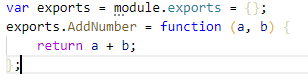 var exports = module.exports = {};
exports.AddNumber = function (a, b) {
    return a + b;
};